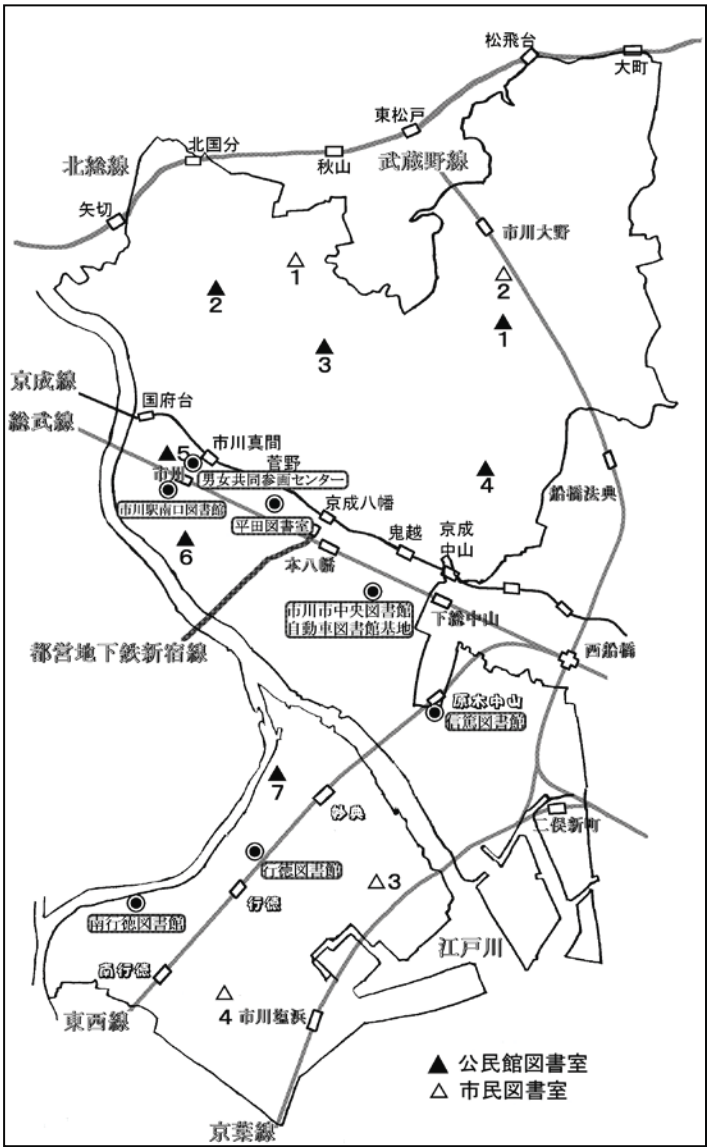 松飛台
大町
東松戸
北国分
秋山
武蔵野線
北総線
矢切
市川大野
1
2
2
1
3
京成線
国府台
総武線
市川真間
5
菅野
市川
男女共同参画センター
4
船橋法典
市川駅南口図書館
平田図書室
京成八幡
鬼越
京成
中山
6
本八幡
市川市中央図書館
自動車図書館基地
下総中山
都営地下鉄新宿線
西船橋
原木中山
信篤図書館
7
妙典
二俣新町
行徳図書館
3
行徳
南行徳図書館
江戸川
南行徳
4
市川塩浜
東西線
▲ 公民館図書室
△ 市民図書室
京葉線